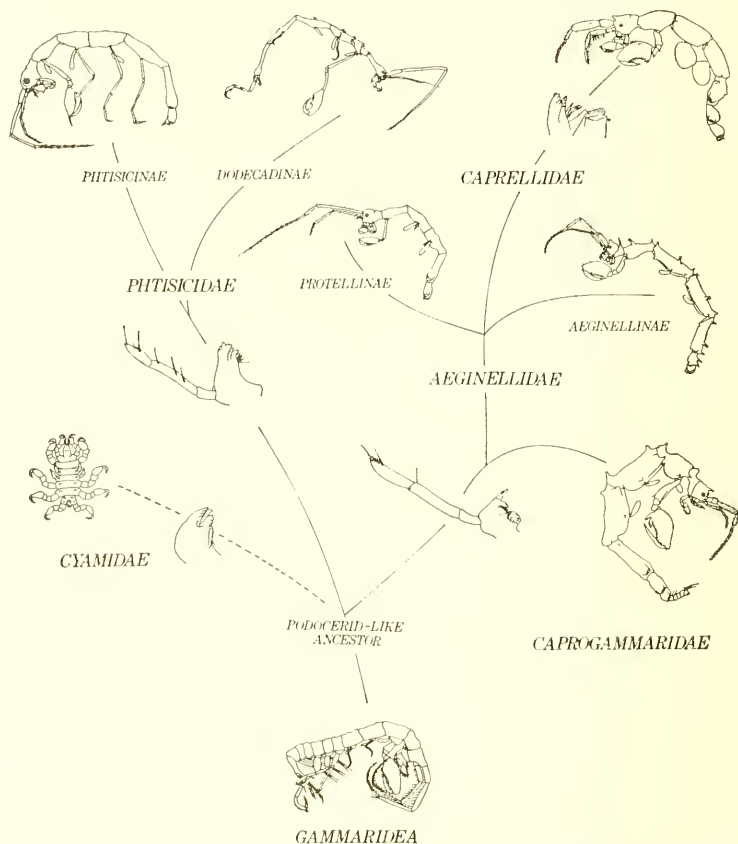 PHTISICINAE
DODECADINAE
CAPRELLIDAE
PHTISICIDAE
PROTELLINAE
AEGINELLINAE
AEGINELLIDAE
CYAMIDAE
PODOCERID-LIKE
ANCESTOR
CAPROGAMMARIDAE
GAMMARIDEA